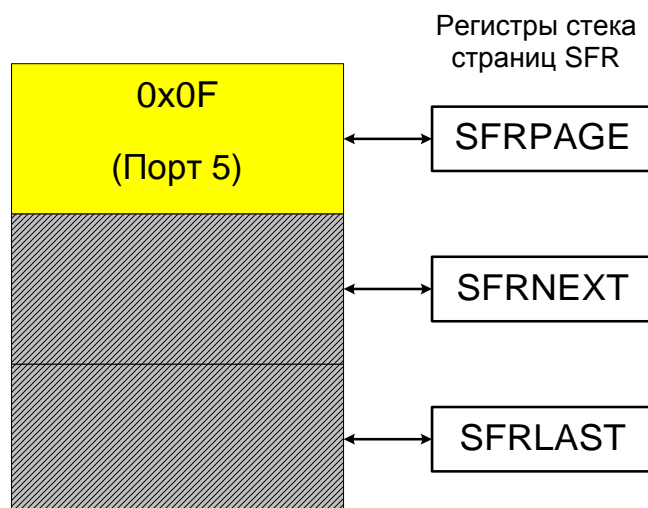 Регистры стека
страниц SFR
0x0F
(Порт 5)
SFRPAGE
SFRNEXT
SFRLAST